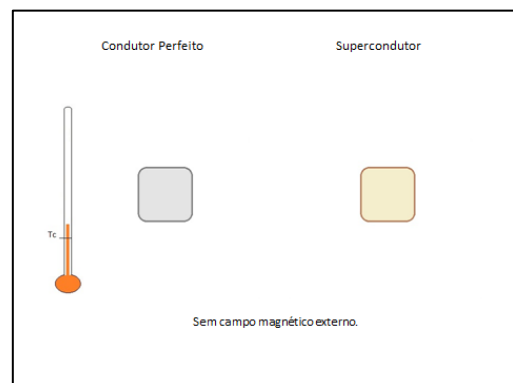 Condutor Perfeito
Supercondutor
Tc
Sem campo magnético externo.